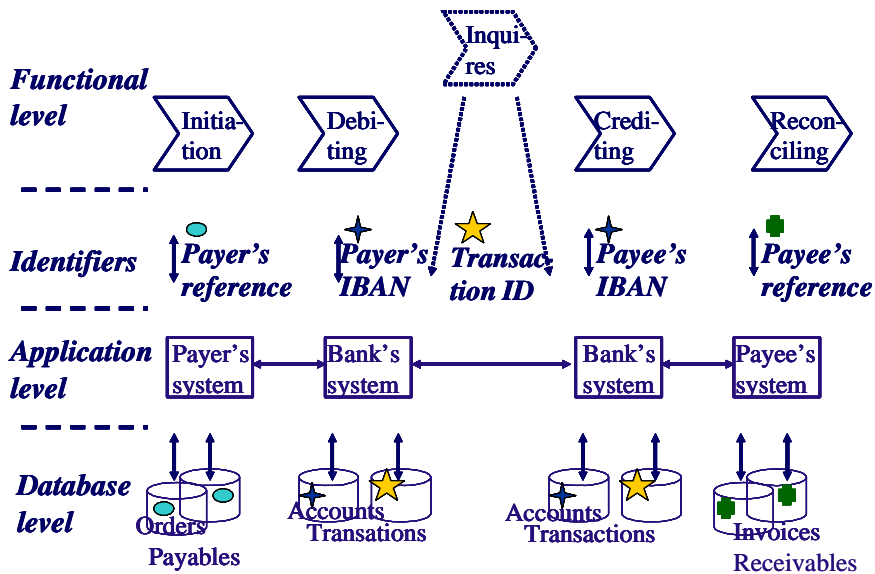 Inqui-
res
Functional
level
Initia-
tion
Debi-
ting
Credi-
ting
Recon-
ciling
Identifiers
Payer’s
reference
Payer’s
IBAN
Transac-
tion ID
Payee’s
IBAN
Payee’s
reference
Application
level
Payer’s
system
Bank’s
system
Bank’s
system
Payee’s
system
Database
level
Orders
Payables
Accounts
Transations
Accounts
Transactions
Invoices
Receivables